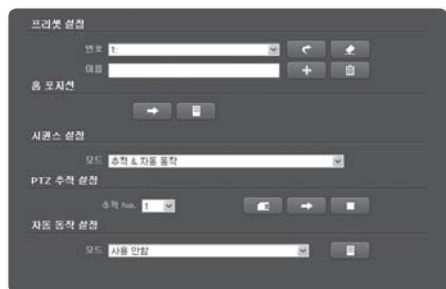 프리셋 설정
번호 1:
이름
홈 포지션
시퀀스 설정
모드 추적 & 자동 동작
PTZ 추적 설정
추적 No. 1
자동 동작 설정
모드 사용 안함